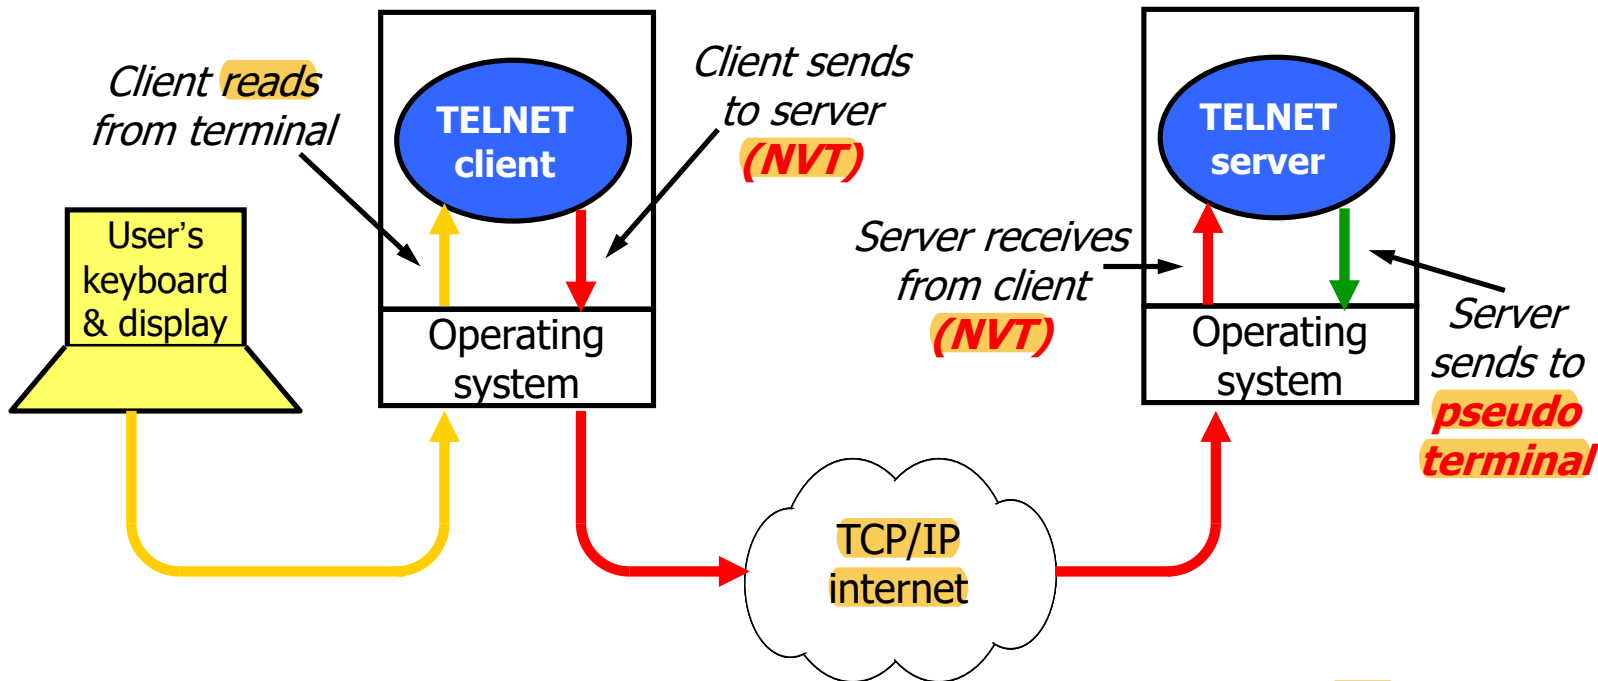 Client reads
from terminal
TELNET
client
Client sends
to server
(NVT)
TELNET
server
User's
keyboard
& display
Server receives
from client
(NVT)
Operating
system
Operating
system
Server
sends to
pseudo
terminal
TCP/IP
internet